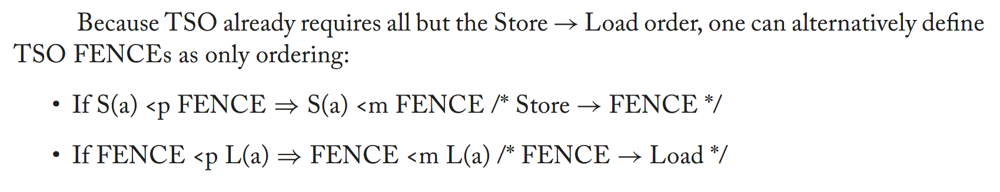 Because TSO already requires all but the Store → Load order, one can alternatively define
TSO FENCEs as only ordering:
• If S(a) <p FENCE ⇒ S(a) <m FENCE /* Store → FENCE */
• If FENCE <p L(a) ⇒ FENCE <m L(a) /* FENCE → Load */